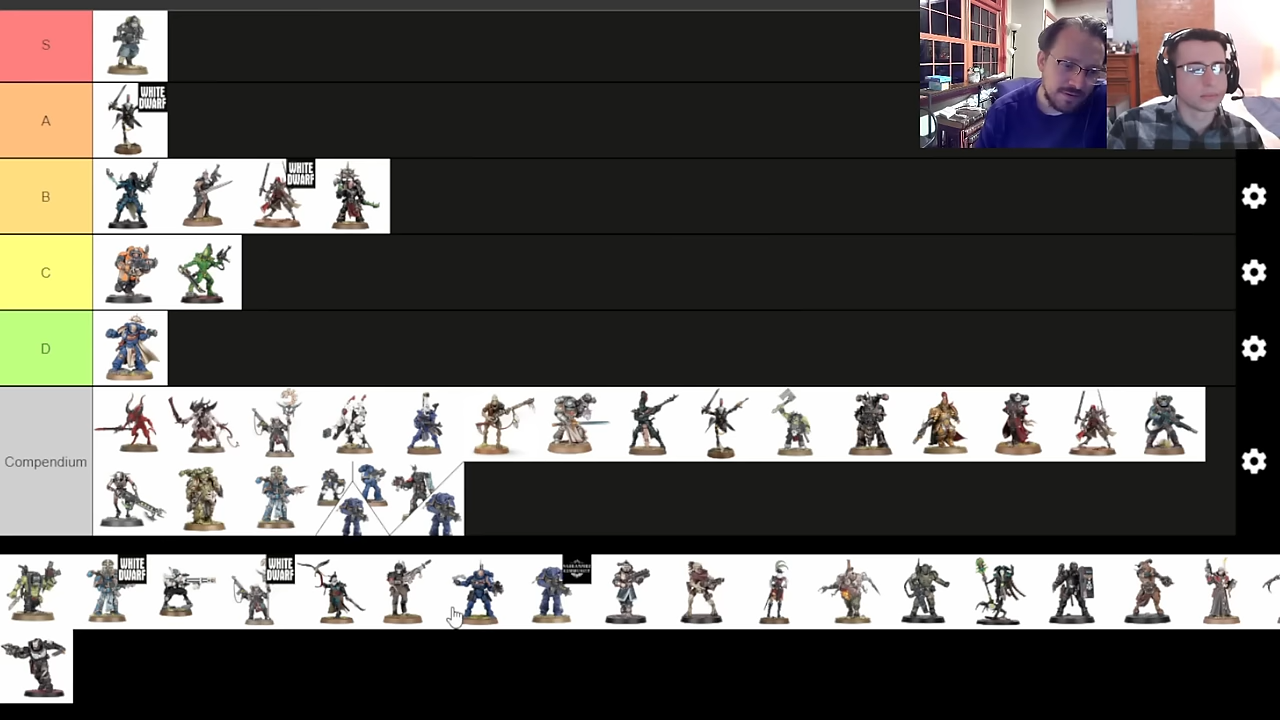 S
A
WHITE
DWARF
B
WHITE
DWARF
C
D
Compendium
WHITE
DWARF
WHITE
DWARF